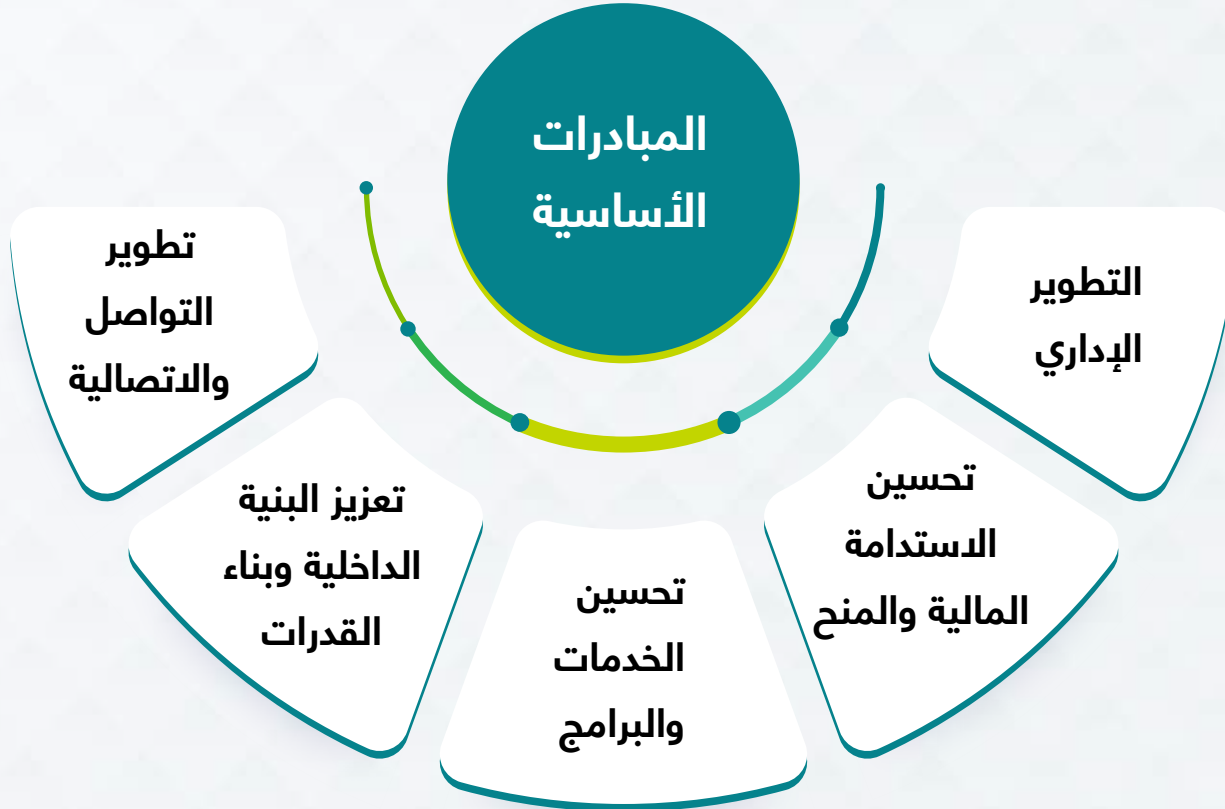 المبادرات
الأساسية
التطوير
الإداري
تحسين
الاستدامة
المالية والمنح
تحسين
الخدمات
والبرامج
تعزيز البنية
الداخلية وبناء
القدرات
تطوير
التواصل
والاتصالية